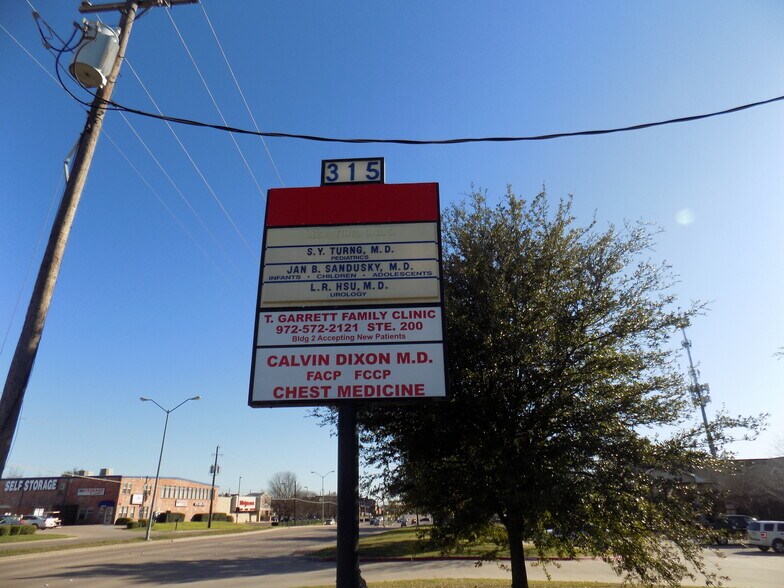 315
S.Y. TURNG, M.D.
PEDIATRICS
JAN B. SANDUSKY, M.D.
INFANTS • CHILDREN • ADOLESCENTS
L.R. HSU, M.D.
UROLOGY
T. GARRETT FAMILY CLINIC
972-572-2121 STE. 200
Bldg 2 Accepting New Patients
CALVIN DIXON M.D.
FACP FCCP
CHEST MEDICINE
SELF STORAGE